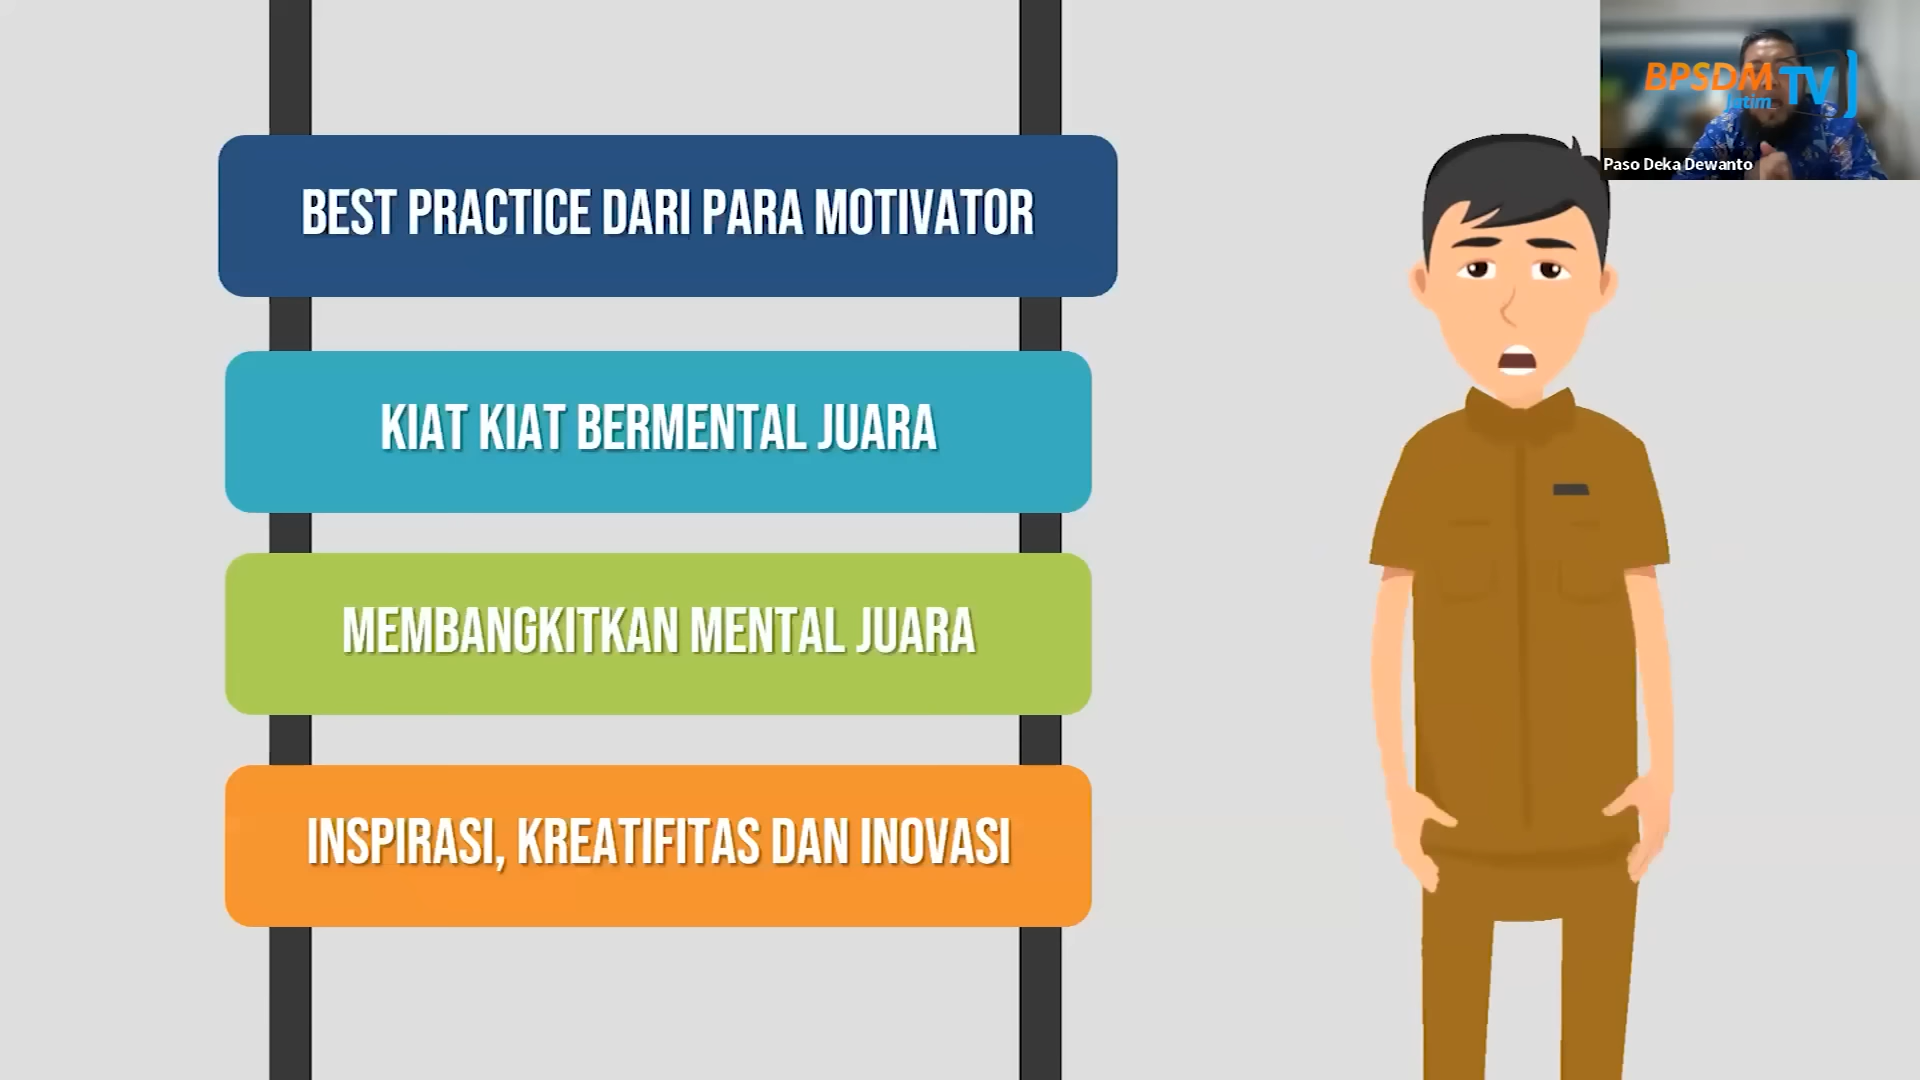 BPSDM TV
Jatim
Paso Deka Dewanto
BEST PRACTICE DARI PARA MOTIVATOR
KIAT KIAT BERMENTAL JUARA
MEMBANGKITKAN MENTAL JUARA
INSPIRASI, KREATIFITAS DAN INOVASI